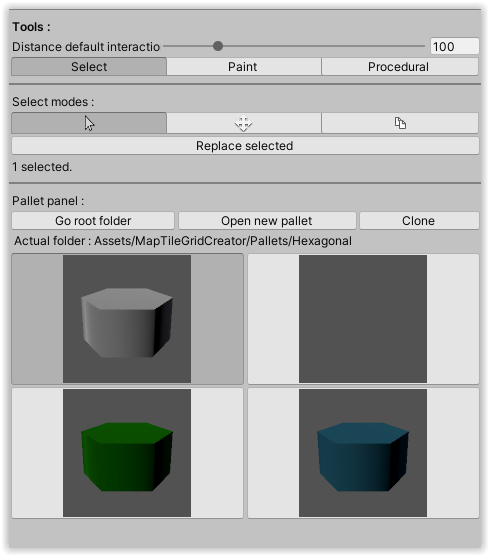 Tools :
Distance default interactio 100
Select Paint Procedural
Select modes :
Replace selected
1 selected.
Pallet panel :
Go root folder Open new pallet Clone
Actual folder : Assets/MapTileGridCreator/Pallets/Hexagonal